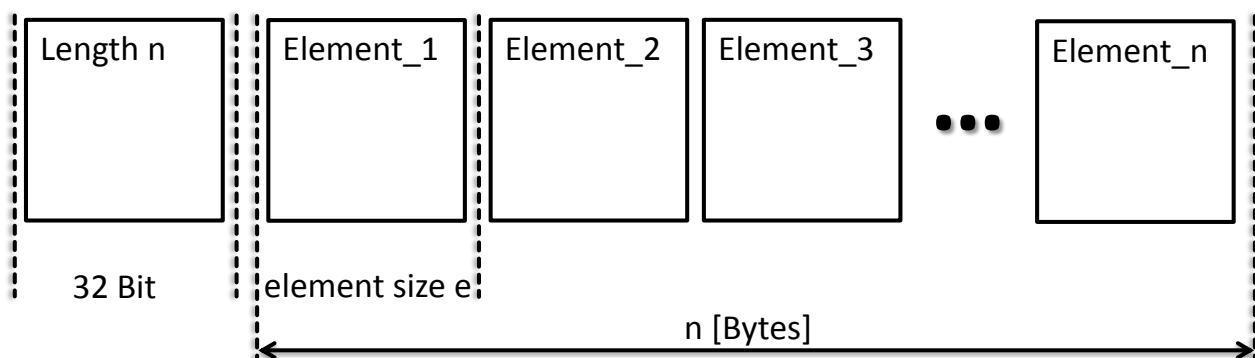 Length n
Element_1
Element_2
Element_3
...
Element_n
32 Bit
element size e
n [Bytes]